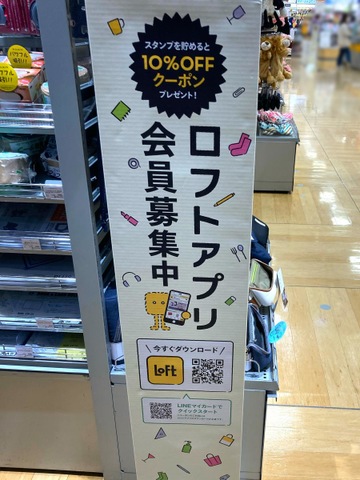 スタンプを貯めると
10%OFF
クーポン
プレゼント!
ロフトアプリ
会員募集中
今すぐダウンロード
LoFt
LINEマイカードで
クイックスタート